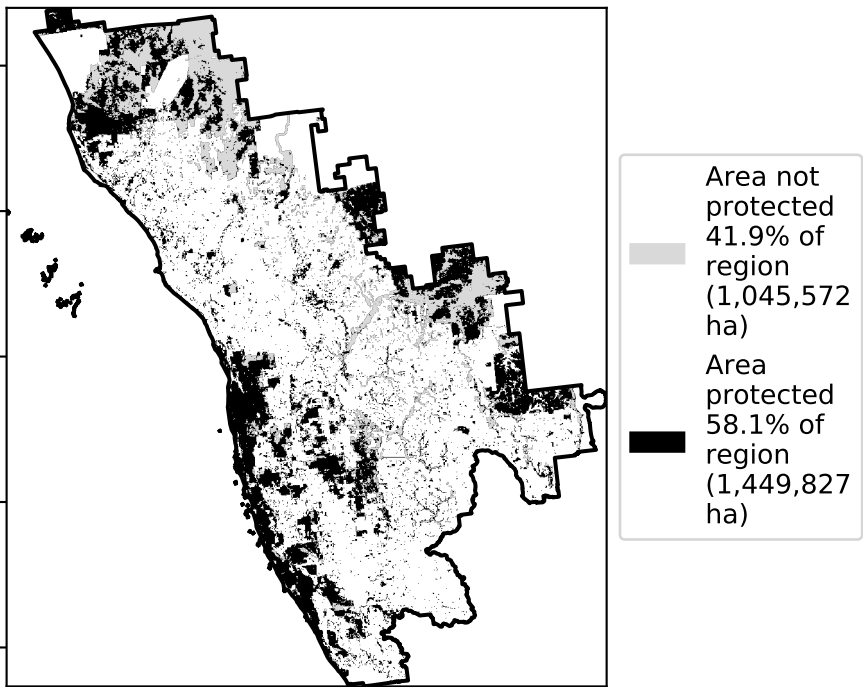 Area not
protected
41.9% of
region
(1,045,572
ha)
Area
protected
58.1% of
region
(1,449,827
ha)